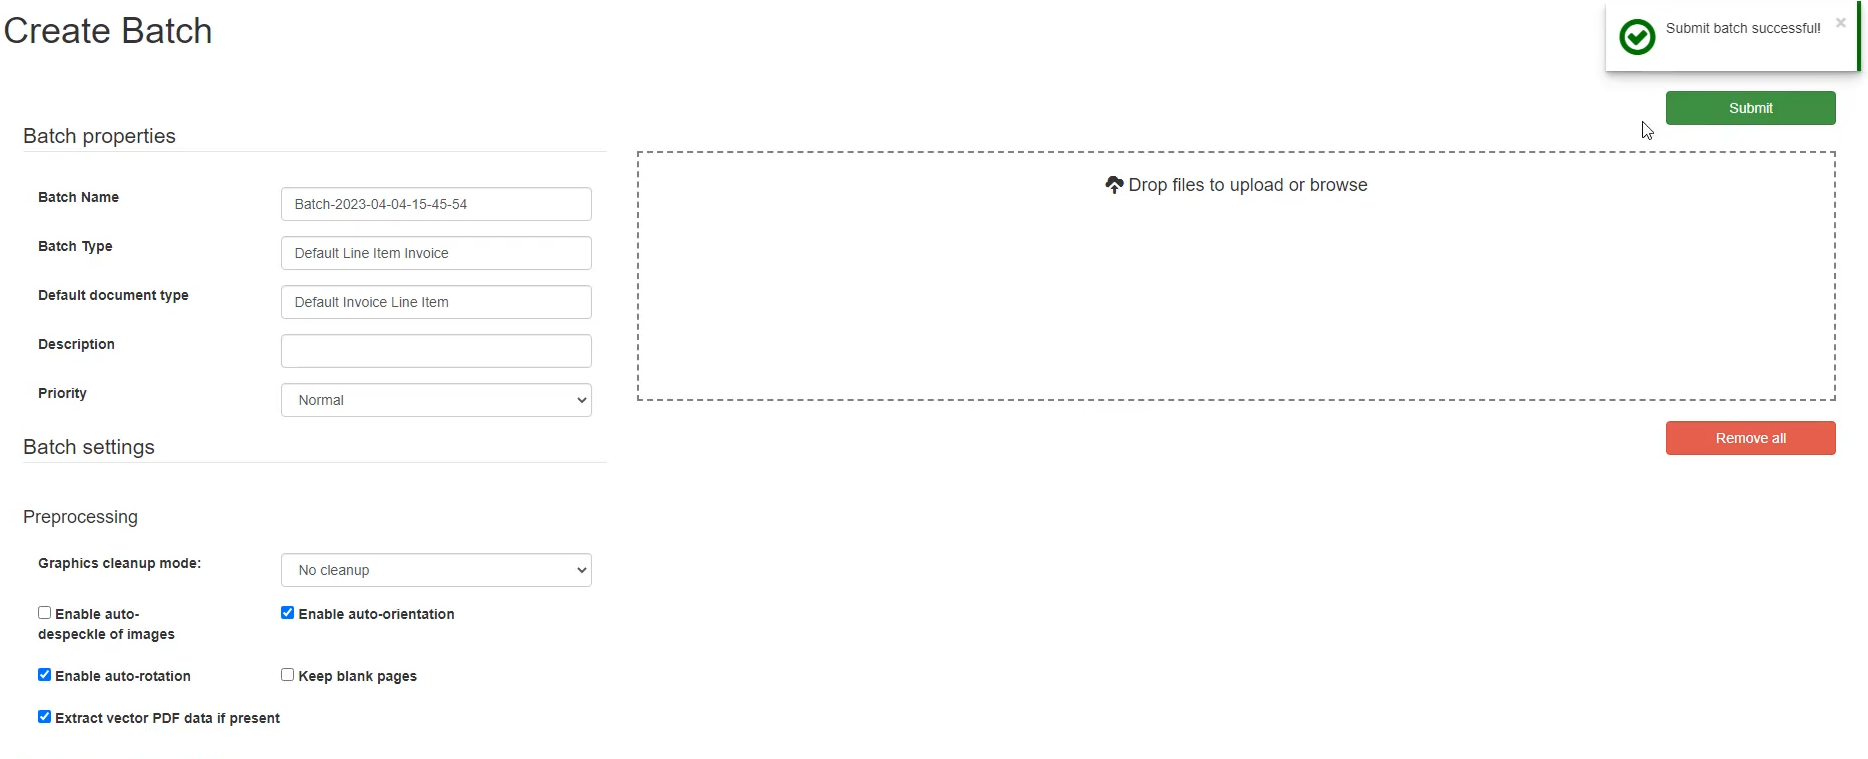 Create Batch
Submit batch successful!
×
Submit
Batch properties
Drop files to upload or browse
Batch Name
Batch-2023-04-04-15-45-54
Batch Type
Default Line Item Invoice
Default document type
Default Invoice Line Item
Description
Priority
Normal
Batch settings
Remove all
Preprocessing
Graphics cleanup mode:
No cleanup
Enable auto-
despeckle of images
Enable auto-orientation
Enable auto-rotation
Keep blank pages
Extract vector PDF data if present